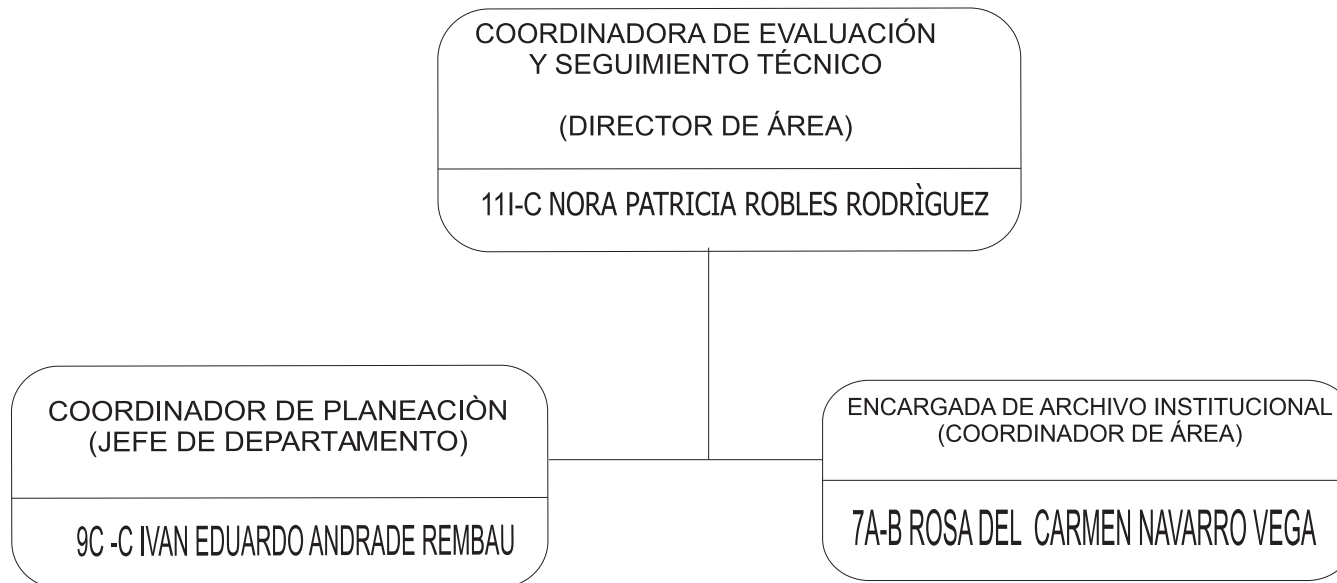 COORDINADORA DE EVALUACIÓN
Y SEGUIMIENTO TÉCNICO
(DIRECTOR DE ÁREA)
11I-C NORA PATRICIA ROBLES RODRÌGUEZ
COORDINADOR DE PLANEACIÒN
(JEFE DE DEPARTAMENTO)
9C -C IVAN EDUARDO ANDRADE REMBAU
ENCARGADA DE ARCHIVO INSTITUCIONAL
(COORDINADOR DE ÁREA)
7A-B ROSA DEL CARMEN NAVARRO VEGA